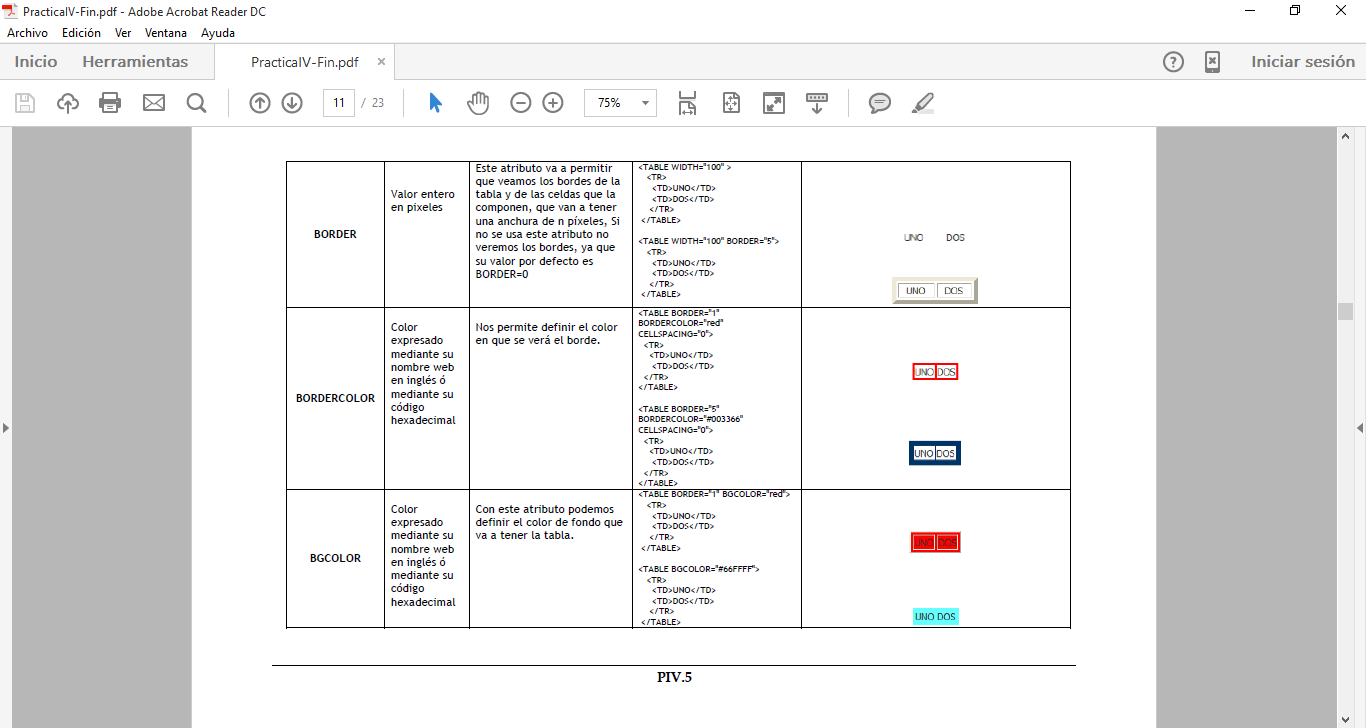 PracticaIV-Fin.pdf - Adobe Acrobat Reader DC
Archivo Edición Ver Ventana Ayuda
Inicio Herramientas PracticaIV-Fin.pdf × Iniciar sesión
11 / 23 75%
BORDER
Valor entero
en pixeles
Este atributo va a permitir
que veamos los bordes de la
tabla y de las celdas que la
componen, que van a tener
una anchura de n píxeles, Si
no se usa este atributo no
veremos los bordes, ya que
su valor por defecto es
BORDER=0
<TABLE WIDTH="100" >
<TR>
<TD>UNO</TD>
<TD>DOS</TD>
</TR>
</TABLE>
<TABLE WIDTH="100" BORDER="5">
<TR>
<TD>UNO</TD>
<TD>DOS</TD>
</TR>
</TABLE>
UNO DOS
UNO DOS
BORDERCOLOR
Color
expresado
mediante su
nombre web
en inglés ó
mediante su
código
hexadecimal
Nos permite definir el color
en que se verá el borde.
<TABLE BORDER="1"
BORDERCOLOR="red"
CELLSPACING="0">
<TR>
<TD>UNO</TD>
<TD>DOS</TD>
</TR>
</TABLE>
<TABLE BORDER="5"
BORDERCOLOR="#003366"
CELLSPACING="0">
<TR>
<TD>UNO</TD>
<TD>DOS</TD>
</TR>
</TABLE>
UNO DOS
UNO DOS
BGCOLOR
Color
expresado
mediante su
nombre web
en inglés ó
mediante su
código
hexadecimal
Con este atributo podemos
definir el color de fondo que
va a tener la tabla.
<TABLE BORDER="1" BGCOLOR="red">
<TR>
<TD>UNO</TD>
<TD>DOS</TD>
</TR>
</TABLE>
<TABLE BGCOLOR="#66FFFF">
<TR>
<TD>UNO</TD>
<TD>DOS</TD>
</TR>
</TABLE>
UNO DOS
UNO DOS
PIV.5